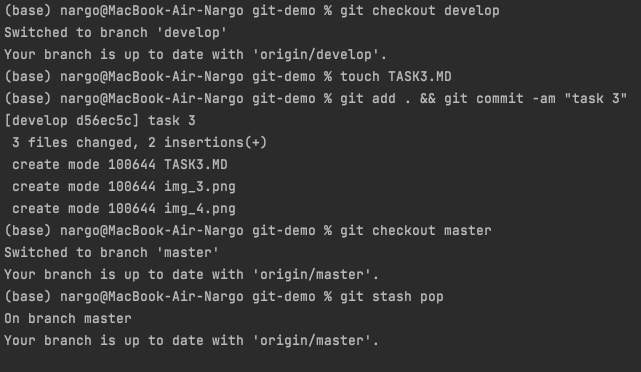 (base) nargo@MacBook-Air-Nargo git-demo % git checkout develop
Switched to branch 'develop'
Your branch is up to date with 'origin/develop'.
(base) nargo@MacBook-Air-Nargo git-demo % touch TASK3.MD
(base) nargo@MacBook-Air-Nargo git-demo % git add . && git commit -am "task 3"
[develop d56ec5c] task 3
 3 files changed, 2 insertions(+)
 create mode 100644 TASK3.MD
 create mode 100644 img_3.png
 create mode 100644 img_4.png
(base) nargo@MacBook-Air-Nargo git-demo % git checkout master
Switched to branch 'master'
Your branch is up to date with 'origin/master'.
(base) nargo@MacBook-Air-Nargo git-demo % git stash pop
On branch master
Your branch is up to date with 'origin/master'.